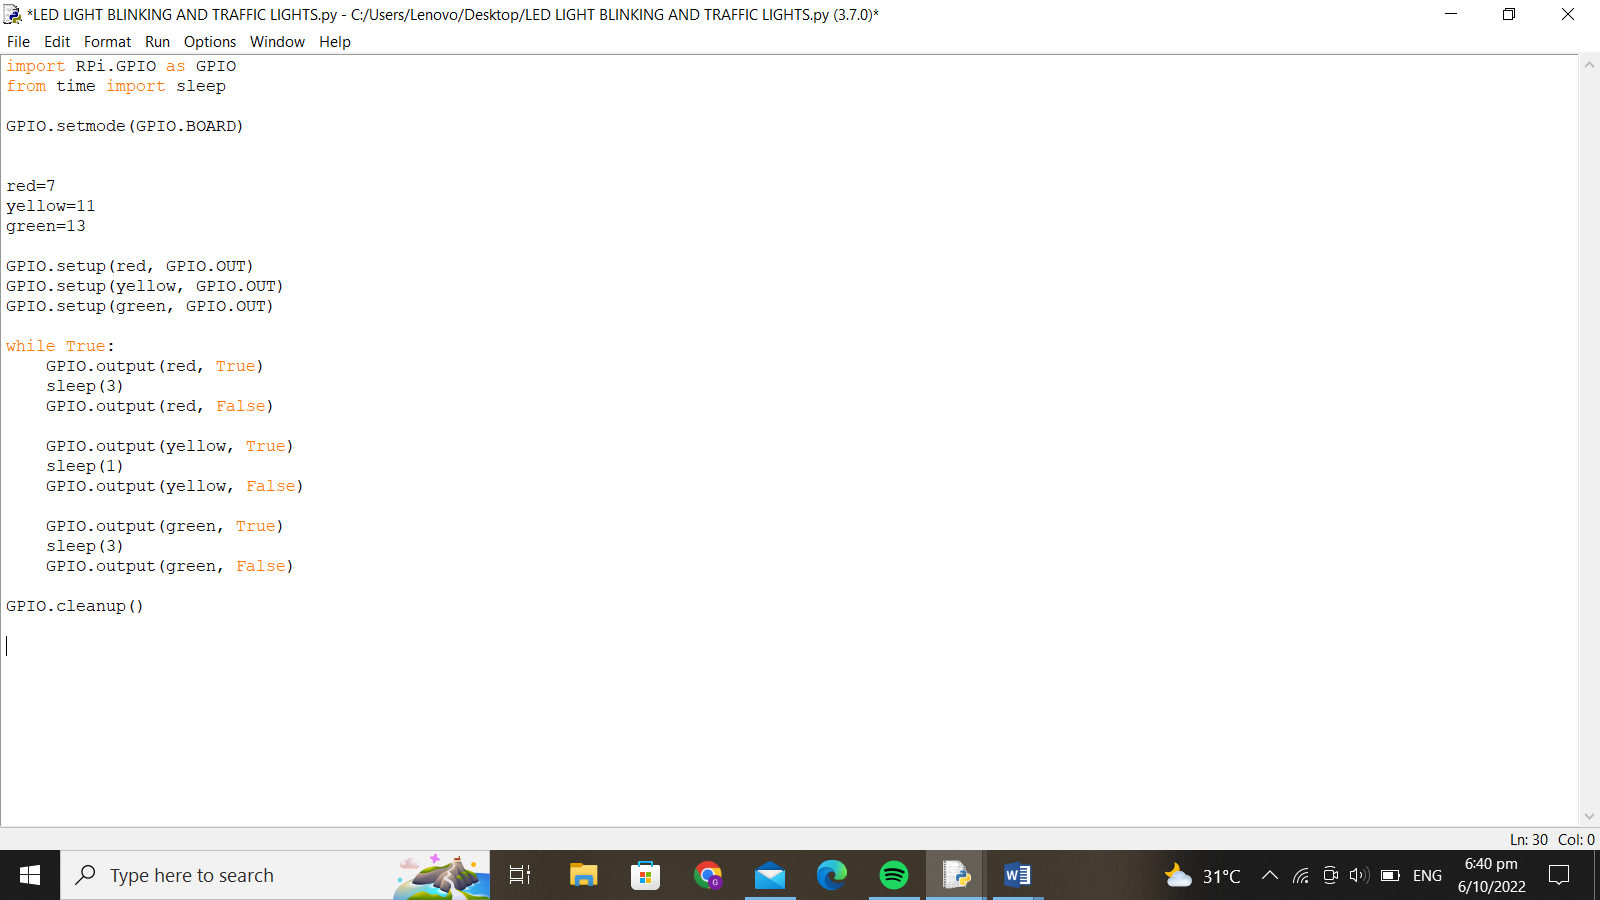 *LED LIGHT BLINKING AND TRAFFIC LIGHTS.py - C:/Users/Lenovo/Desktop/LED LIGHT BLINKING AND TRAFFIC LIGHTS.py (3.7.0)*
File Edit Format Run Options Window Help
import RPi.GPIO as GPIO
from time import sleep
GPIO.setmode(GPIO.BOARD)
red=7
yellow=11
green=13
GPIO.setup(red, GPIO.OUT)
GPIO.setup(yellow, GPIO.OUT)
GPIO.setup(green, GPIO.OUT)
while True:
    GPIO.output(red, True)
    sleep(3)
    GPIO.output(red, False)
    GPIO.output(yellow, True)
    sleep(1)
    GPIO.output(yellow, False)
    GPIO.output(green, True)
    sleep(3)
    GPIO.output(green, False)
GPIO.cleanup()
Ln: 30 Col: 0
Type here to search
G
W
31°C
ENG
6:40 pm
6/10/2022